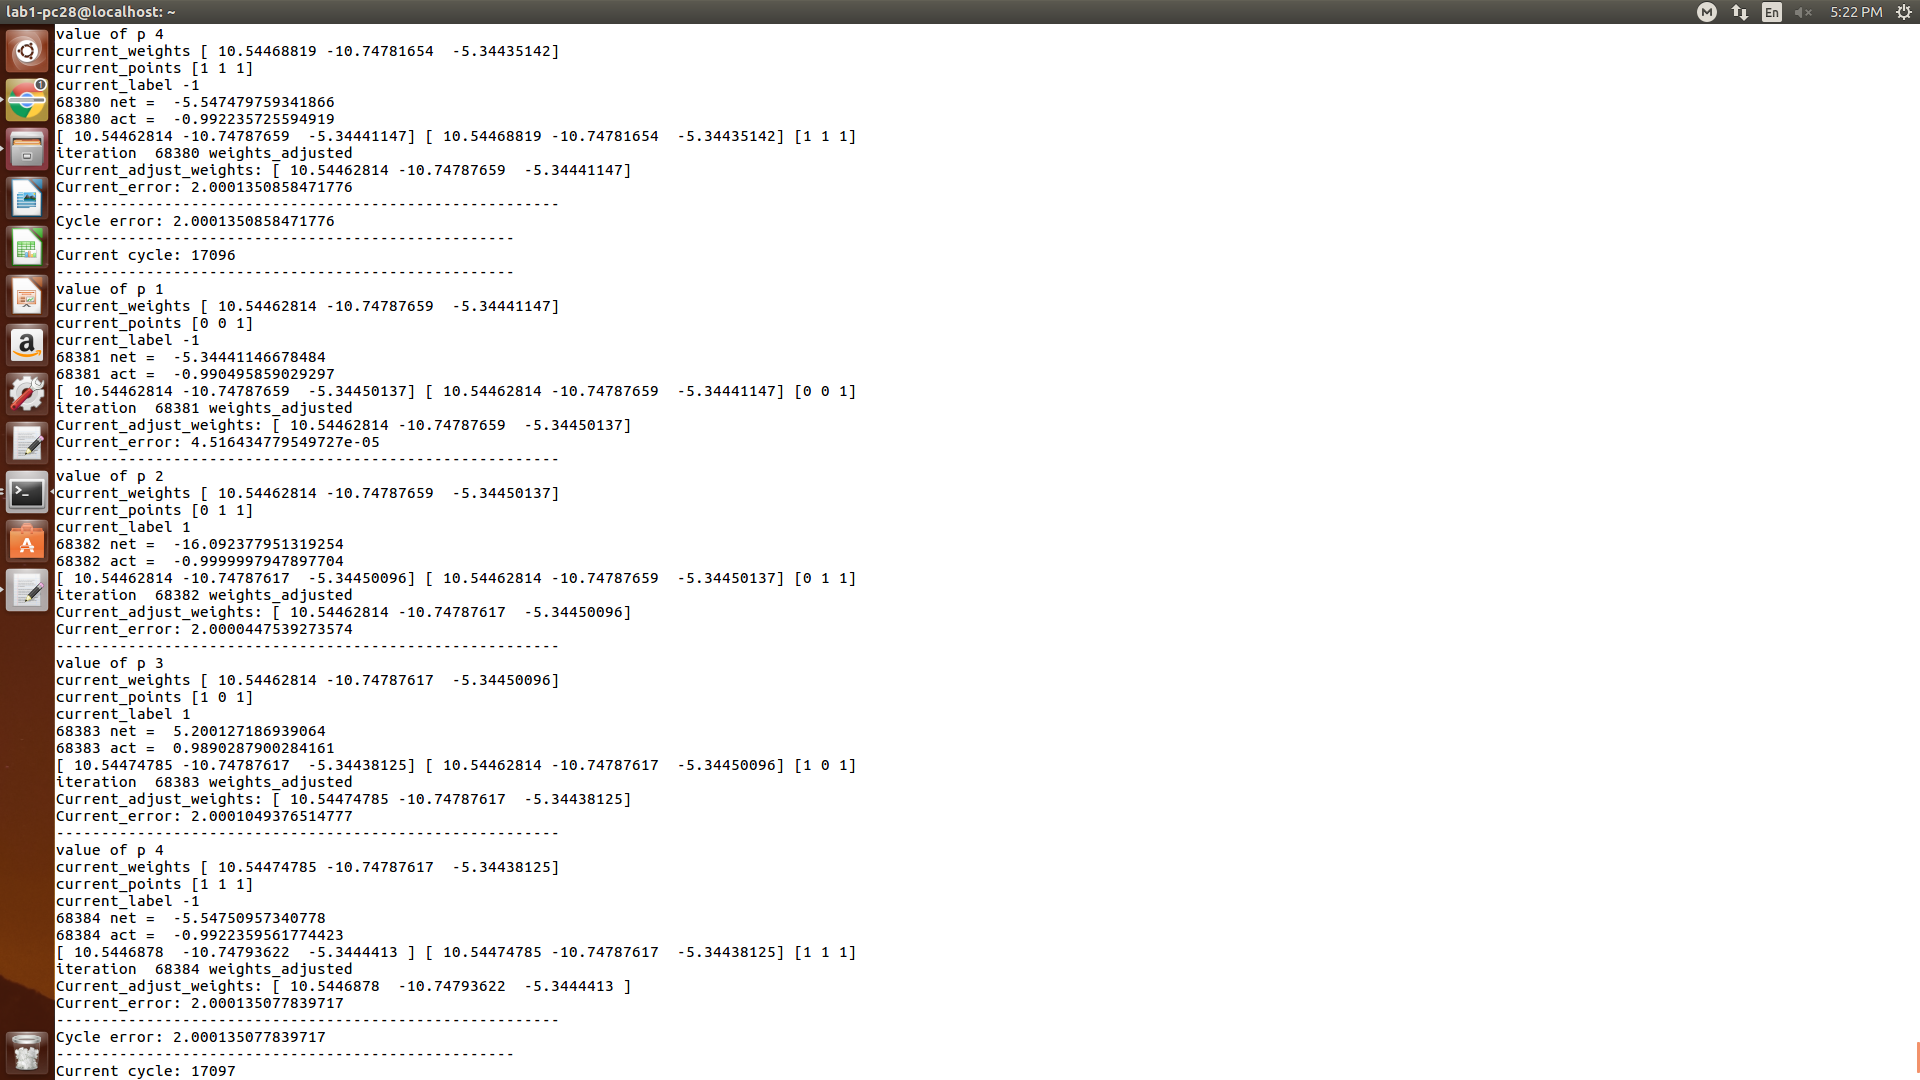 lab1-pc28@localhost: ~
M En 5:22 PM
value of p 4
current_weights [ 10.54468819 -10.74781654  -5.34435142]
current_points [1 1 1]
current_label -1
68380 net =  -5.547479759341866
68380 act =  -0.992235725594919
[ 10.54462814 -10.74787659  -5.34441147] [ 10.54468819 -10.74781654  -5.34435142] [1 1 1]
iteration  68380 weights_adjusted
Current_adjust_weights: [ 10.54462814 -10.74787659  -5.34441147]
Current_error: 2.0001350858471776
--------------------------------------------------------
Cycle error: 2.0001350858471776
---------------------------------------------------
Current cycle: 17096
---------------------------------------------------
value of p 1
current_weights [ 10.54462814 -10.74787659  -5.34441147]
current_points [0 0 1]
current_label -1
68381 net =  -5.34441146678484
68381 act =  -0.990495859029297
[ 10.54462814 -10.74787659  -5.34450137] [ 10.54462814 -10.74787659  -5.34441147] [0 0 1]
iteration  68381 weights_adjusted
Current_adjust_weights: [ 10.54462814 -10.74787659  -5.34450137]
Current_error: 4.516434779549727e-05
--------------------------------------------------------
value of p 2
current_weights [ 10.54462814 -10.74787659  -5.34450137]
current_points [0 1 1]
current_label 1
68382 net =  -16.092377951319254
68382 act =  -0.9999997947897704
[ 10.54462814 -10.74787617  -5.34450096] [ 10.54462814 -10.74787659  -5.34450137] [0 1 1]
iteration  68382 weights_adjusted
Current_adjust_weights: [ 10.54462814 -10.74787617  -5.34450096]
Current_error: 2.0000447539273574
--------------------------------------------------------
value of p 3
current_weights [ 10.54462814 -10.74787617  -5.34450096]
current_points [1 0 1]
current_label 1
68383 net =  5.200127186939064
68383 act =  0.9890287900284161
[ 10.54474785 -10.74787617  -5.34438125] [ 10.54462814 -10.74787617  -5.34450096] [1 0 1]
iteration  68383 weights_adjusted
Current_adjust_weights: [ 10.54474785 -10.74787617  -5.34438125]
Current_error: 2.0001049376514777
--------------------------------------------------------
value of p 4
current_weights [ 10.54474785 -10.74787617  -5.34438125]
current_points [1 1 1]
current_label -1
68384 net =  -5.54750957340778
68384 act =  -0.9922359561774423
[ 10.5446878  -10.74793622  -5.3444413 ] [ 10.54474785 -10.74787617  -5.34438125] [1 1 1]
iteration  68384 weights_adjusted
Current_adjust_weights: [ 10.5446878  -10.74793622  -5.3444413 ]
Current_error: 2.000135077839717
--------------------------------------------------------
Cycle error: 2.000135077839717
---------------------------------------------------
Current cycle: 17097